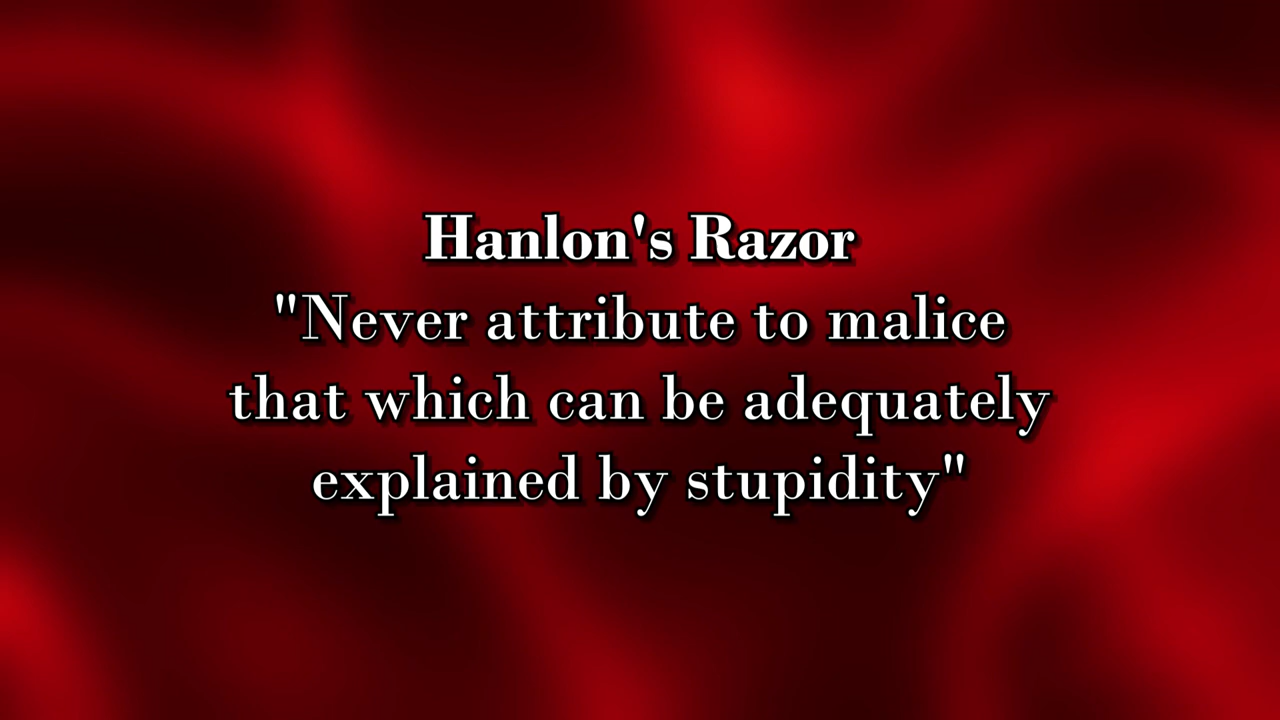 Hanlon's Razor
"Never attribute to malice
that which can be adequately
explained by stupidity"